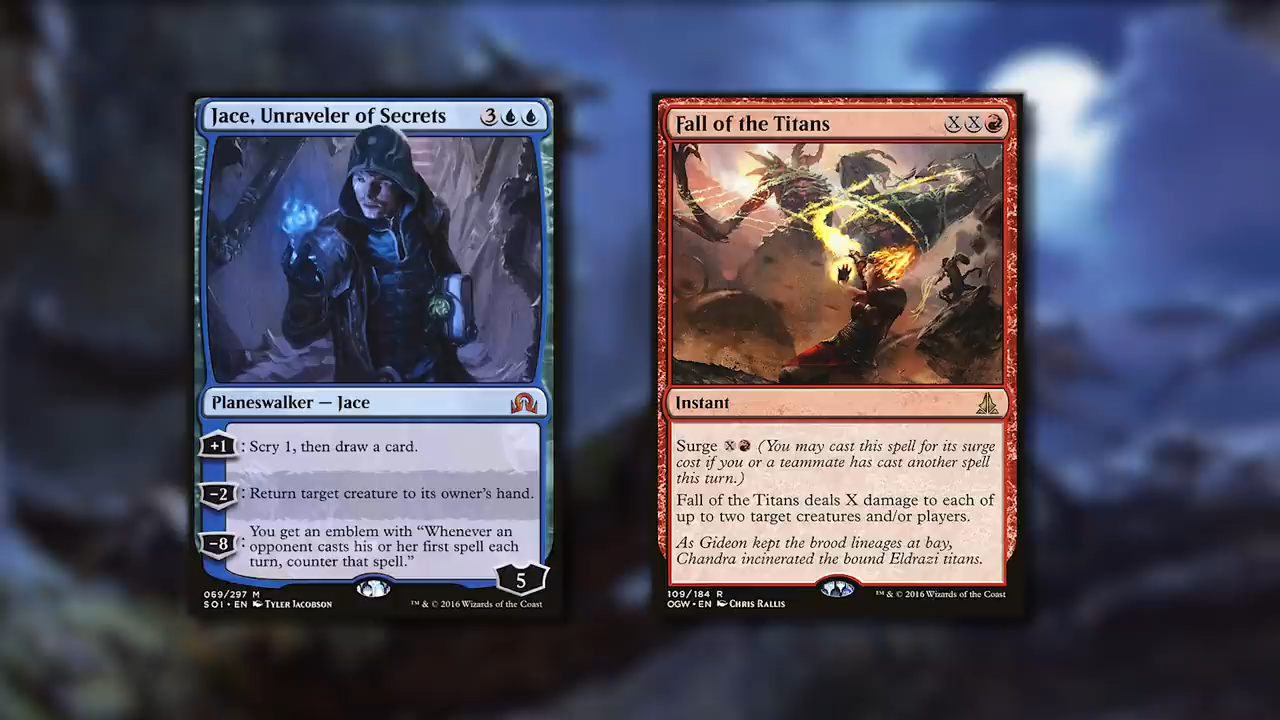 Jace, Unraveler of Secrets 3
Planeswalker — Jace
+1: Scry 1, then draw a card.
-2: Return target creature to its owner's hand.
-8: You get an emblem with “Whenever an
opponent casts his or her first spell each
turn, counter that spell.”
5
069/297 M
SOI • EN Tyler Jacobson
™ & © 2016 Wizards of the Coast
Fall of the Titans X X
Instant
Surge X (You may cast this spell for its surge
cost if you or a teammate has cast another spell
this turn.)
Fall of the Titans deals X damage to each of
up to two target creatures and/or players.
As Gideon kept the brood lineages at bay,
Chandra incinerated the bound Eldrazi titans.
109/184 R
OGW • EN Chris Rallis
™ & © 2016 Wizards of the Coast